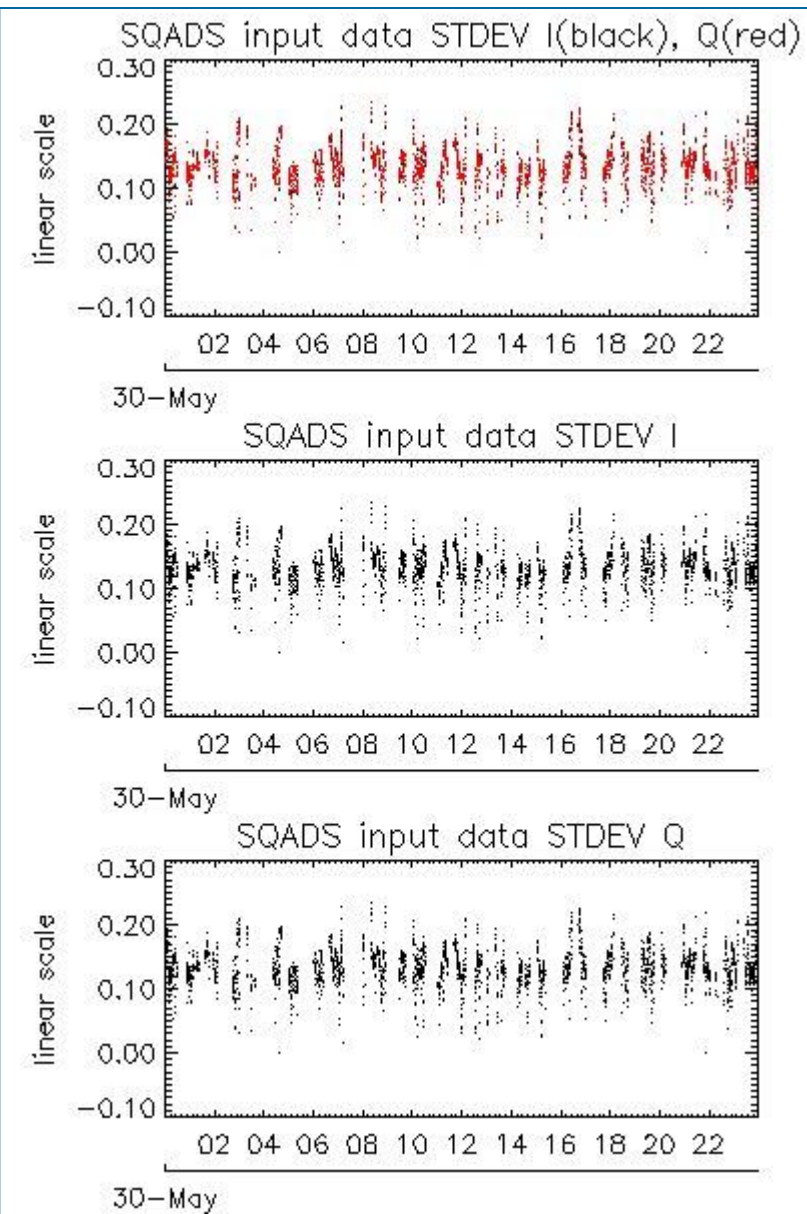 SQADS input data STDEV I(black), Q(red)
0.30
0.20
0.10
0.00
-0.10
linear scale
02 04 06 08 10 12 14 16 18 20 22
30-May
SQADS input data STDEV I
0.30
0.20
0.10
0.00
-0.10
linear scale
02 04 06 08 10 12 14 16 18 20 22
30-May
SQADS input data STDEV Q
0.30
0.20
0.10
0.00
-0.10
linear scale
02 04 06 08 10 12 14 16 18 20 22
30-May